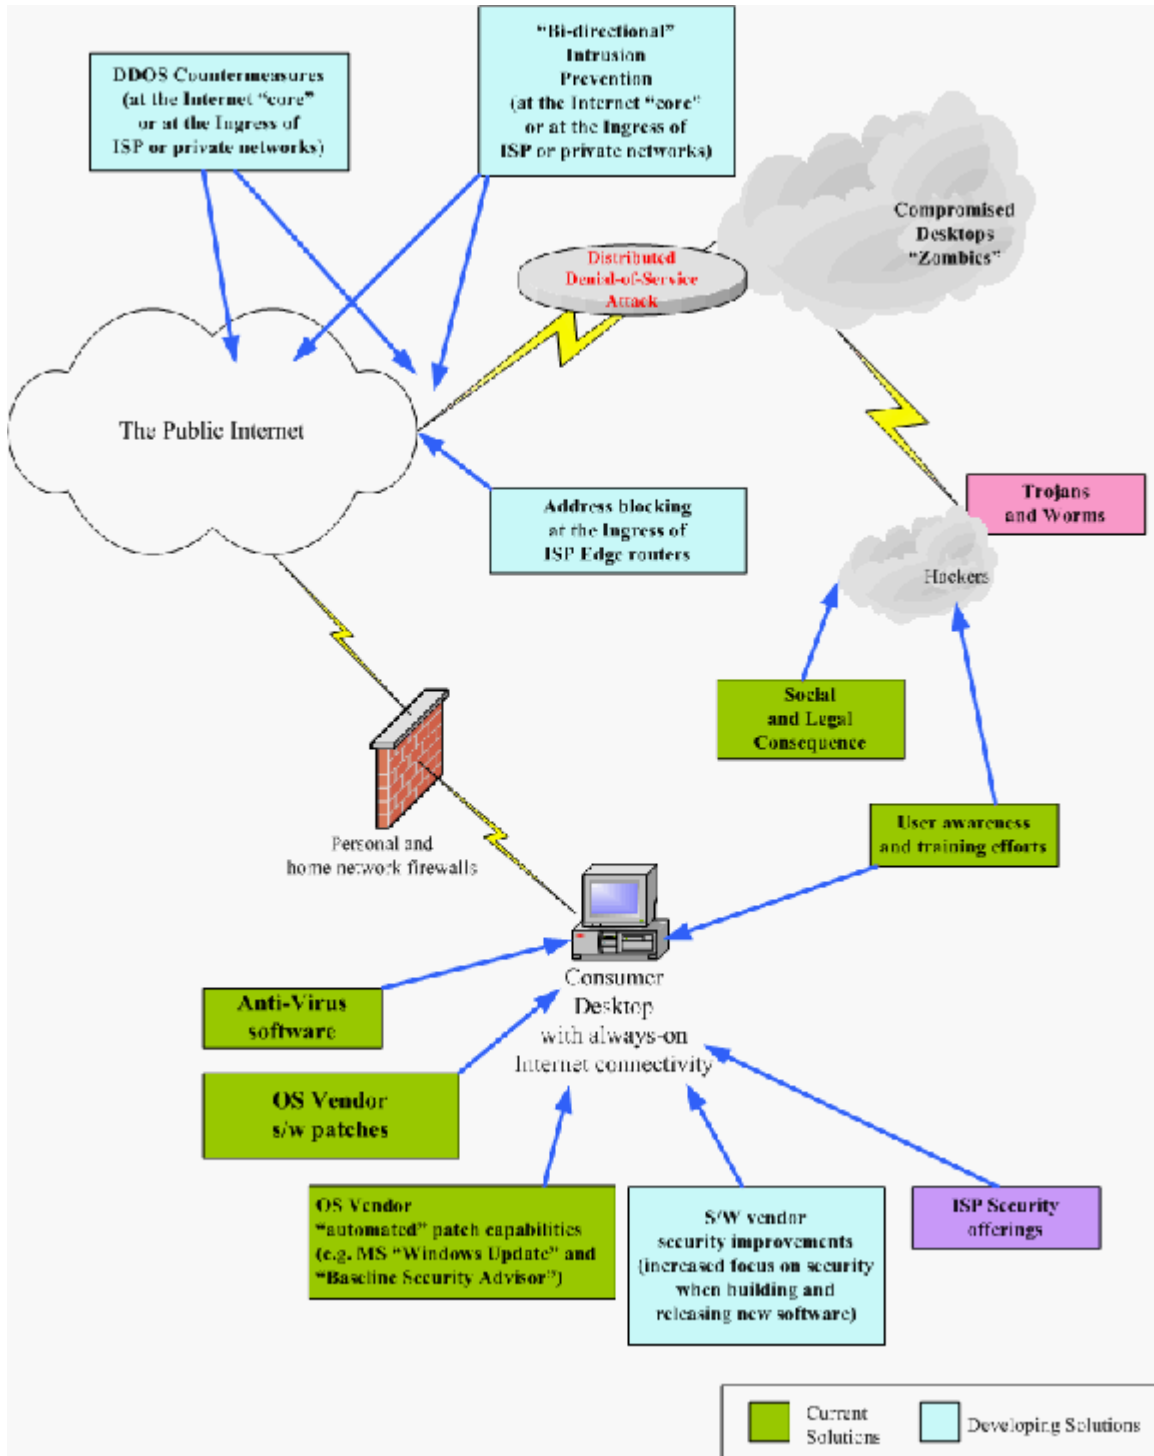 DDOS Countermeasures
(at the Internet “core”
or at the Ingress of
ISP or private networks)
“Bi-directional”
Intrusion
Prevention
(at the Internet “core”
or at the Ingress of
ISP or private networks)
Compromised
Desktops
“Zombies”
Distributed
Denial-of-Service
Attack
The Public Internet
Trojans
and Worms
Address blocking
at the Ingress of
ISP Edge routers
Hackers
Social
and Legal
Consequence
User awareness
and training efforts
Personal and
home network firewalls
Consumer
Desktop
with always-on
Internet connectivity
Anti-Virus
software
OS Vendor
s/w patches
OS Vendor
“automated” patch capabilities
(e.g. MS “Windows Update” and
“Baseline Security Advisor”)
S/W vendor
security improvements
(increased focus on security
when building and
releasing new software)
ISP Security
offerings
Current
Solutions
Developing Solutions